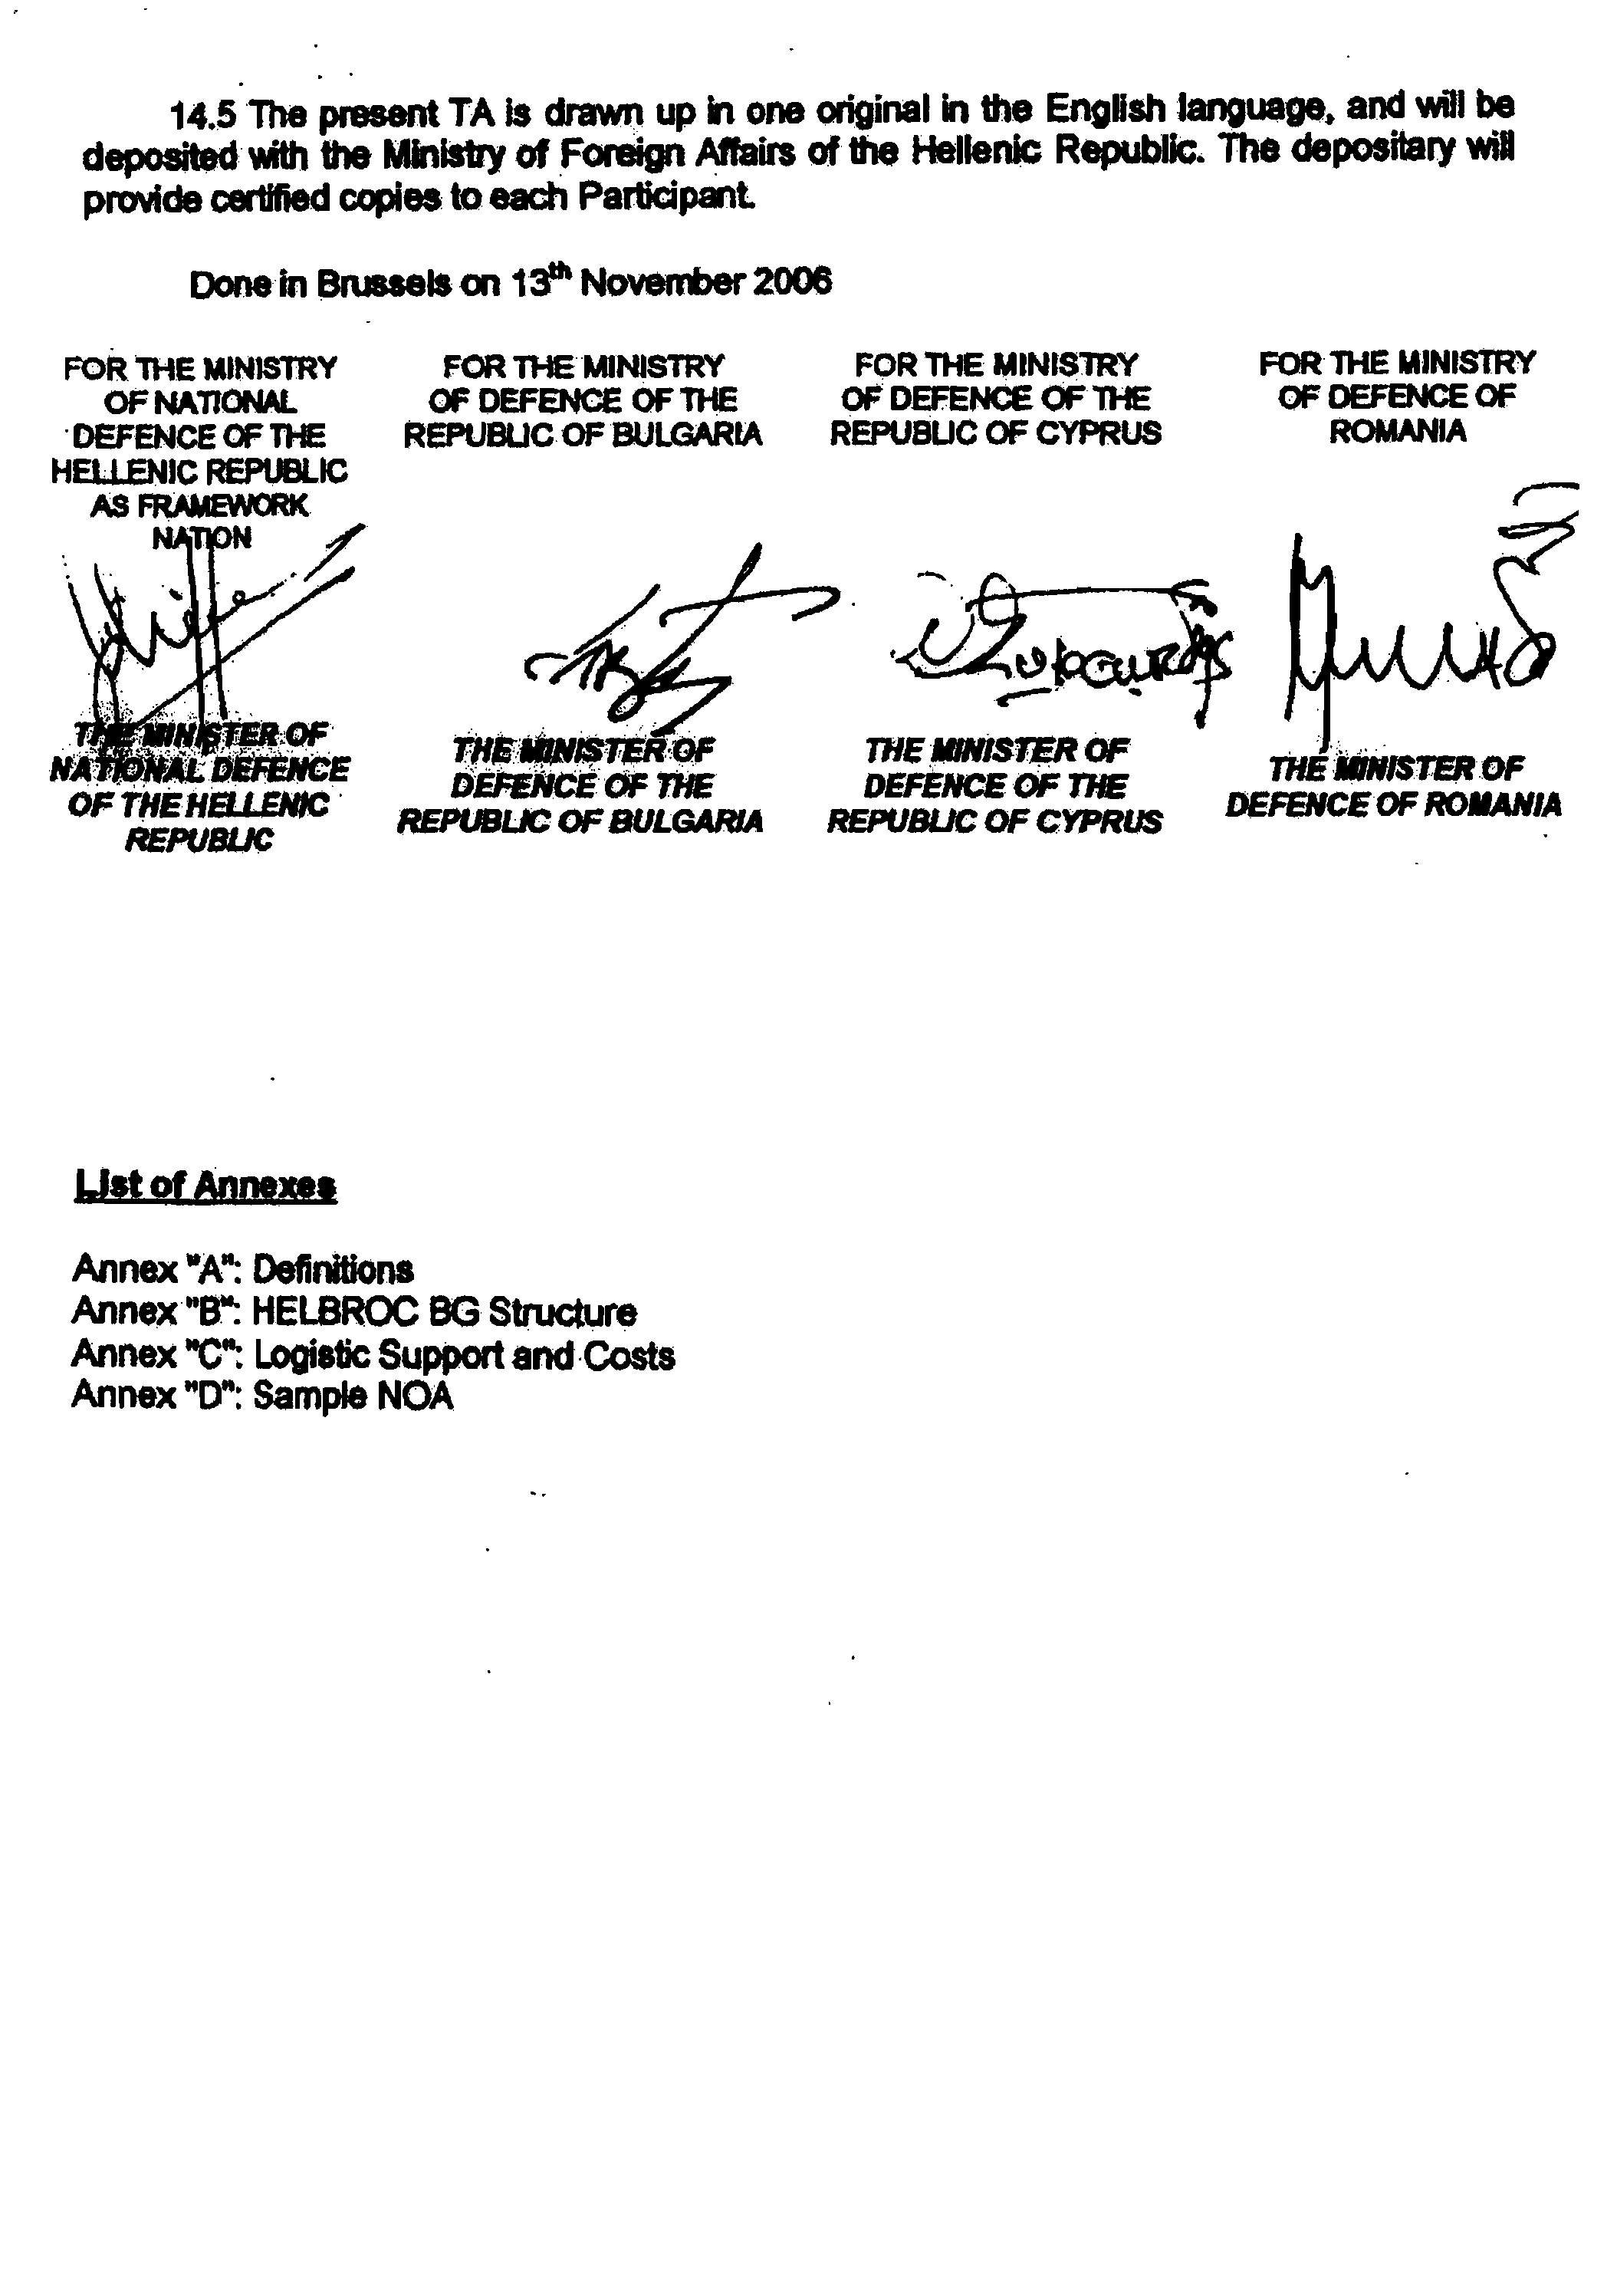 14.5 The present TA is drawn up in one original in the English language, and will be
deposited with the Ministry of Foreign Affairs of the Hellenic Republic. The depositary will
provide certified copies to each Participant.
Done in Brussels on 13th November 2006
FOR THE MINISTRY
OF NATIONAL
DEFENCE OF THE
HELLENIC REPUBLIC
AS FRAMEWORK
NATION
FOR THE MINISTRY
OF DEFENCE OF THE
REPUBLIC OF BULGARIA
FOR THE MINISTRY
OF DEFENCE OF THE
REPUBLIC OF CYPRUS
FOR THE MINISTRY
OF DEFENCE OF
ROMANIA
THE MINISTER OF
NATIONAL DEFENCE
OF THE HELLENIC
REPUBLIC
THE MINISTER OF
DEFENCE OF THE
REPUBLIC OF BULGARIA
THE MINISTER OF
DEFENCE OF THE
REPUBLIC OF CYPRUS
THE MINISTER OF
DEFENCE OF ROMANIA
List of Annexes
Annex "A": Definitions
Annex "B": HELBROC BG Structure
Annex "C": Logistic Support and Costs
Annex "D": Sample NOA